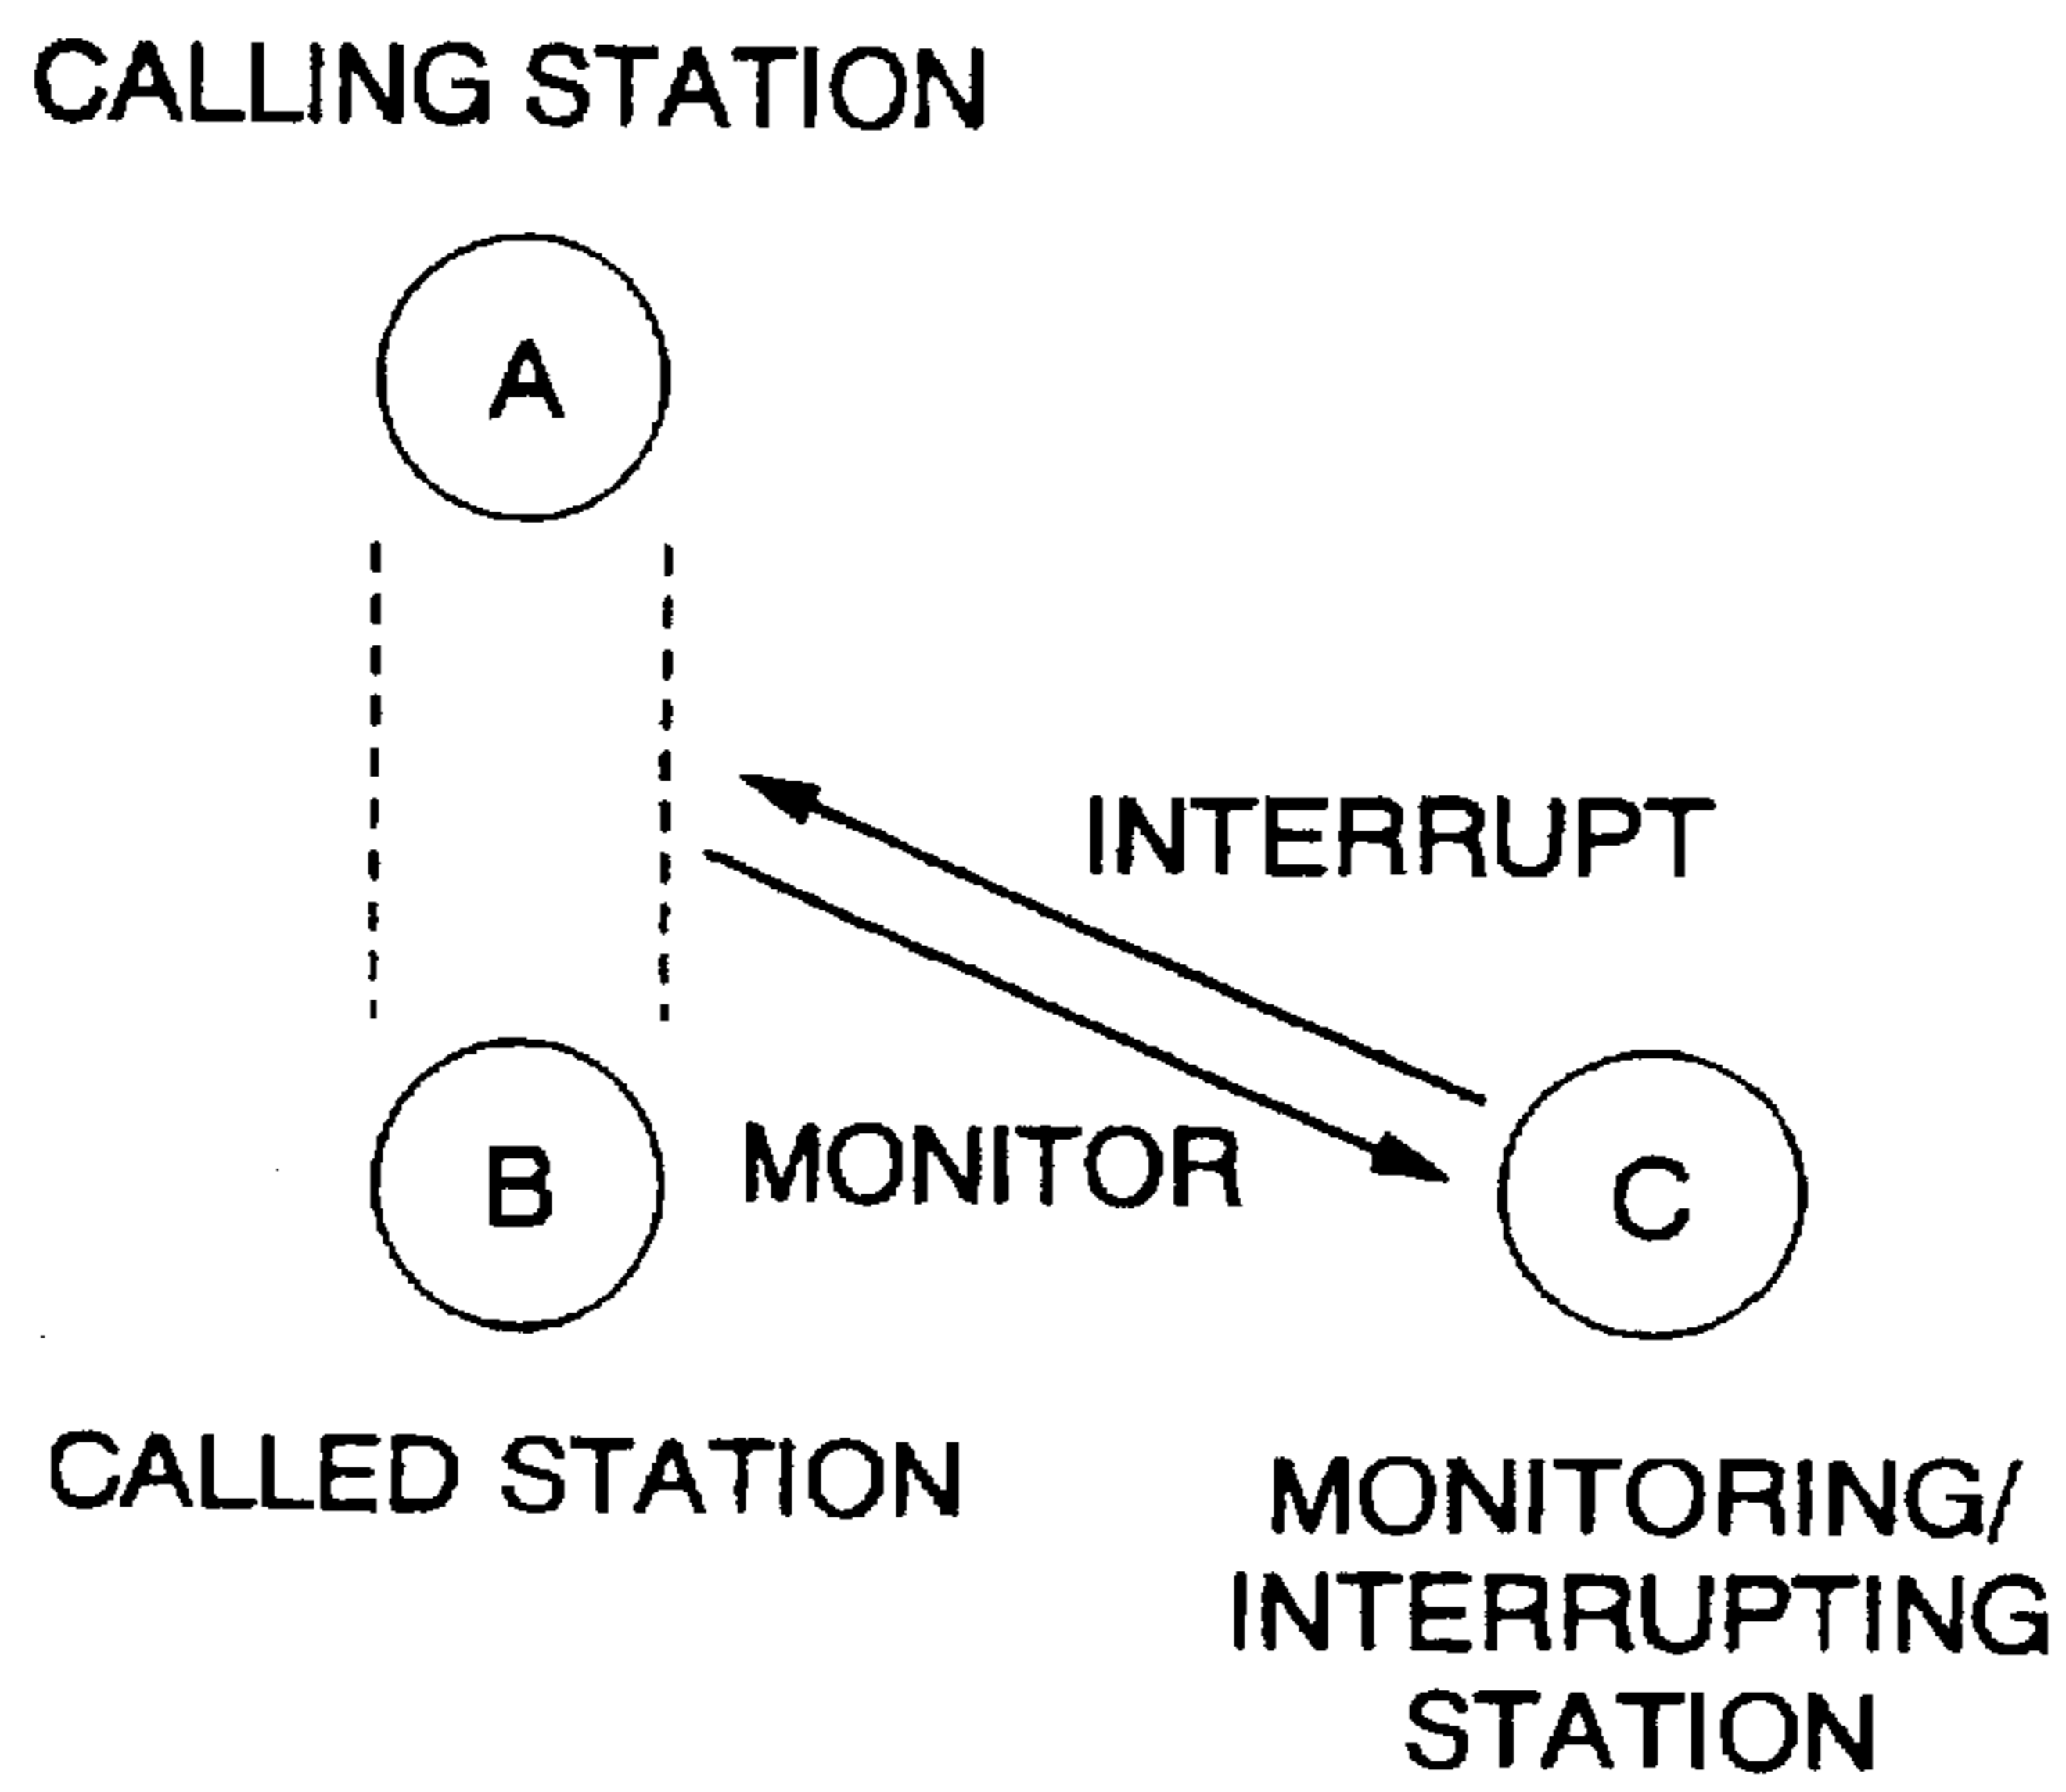 CALLING STATION
A
INTERRUPT
MONITOR
B
C
CALLED STATION
MONITORING/
INTERRUPTING
STATION